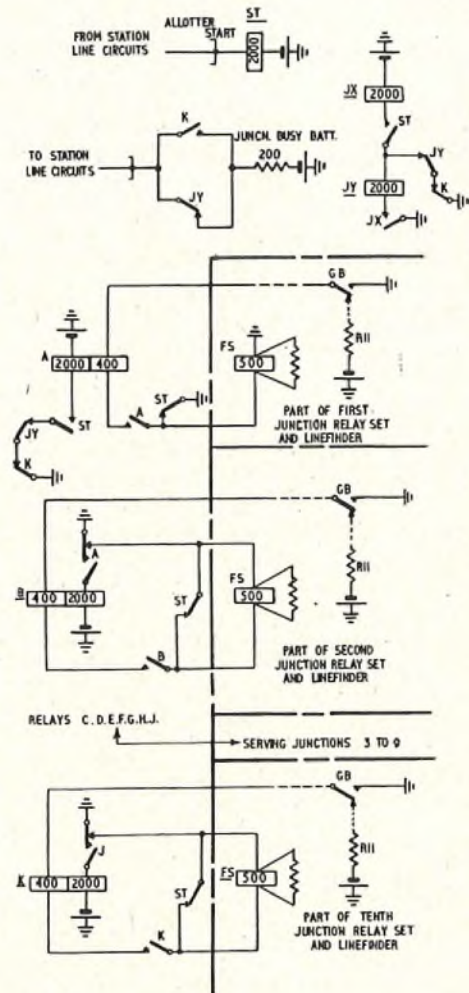 ALLOTTER
START
ST
FROM STATION
LINE CIRCUITS
2000
JX
2000
ST
K
JUNCN. BUSY BATT.
200
TO STATION
LINE CIRCUITS
JY
JY
K
JY
2000
JX
GB
A
2000
400
FS
500
R11
ST
A
ST
JY
K
PART OF FIRST
JUNCTION RELAY SET
AND LINEFINDER
GB
A
400
2000
ST
FS
500
R11
B
PART OF SECOND
JUNCTION RELAY SET
AND LINEFINDER
RELAYS C.D.E.F.G.H.J.
SERVING JUNCTIONS 3 TO 9
GB
J
K
400
2000
ST
FS
500
R11
K
PART OF TENTH
JUNCTION RELAY SET
AND LINEFINDER